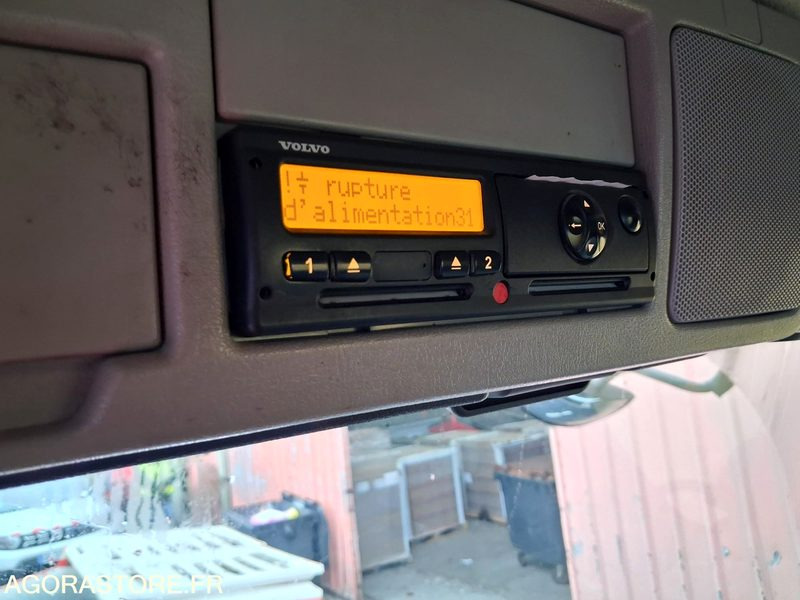 VOLVO
!÷ rupture
d'alimentation31
1
2
OK
AGORASTORE.FR